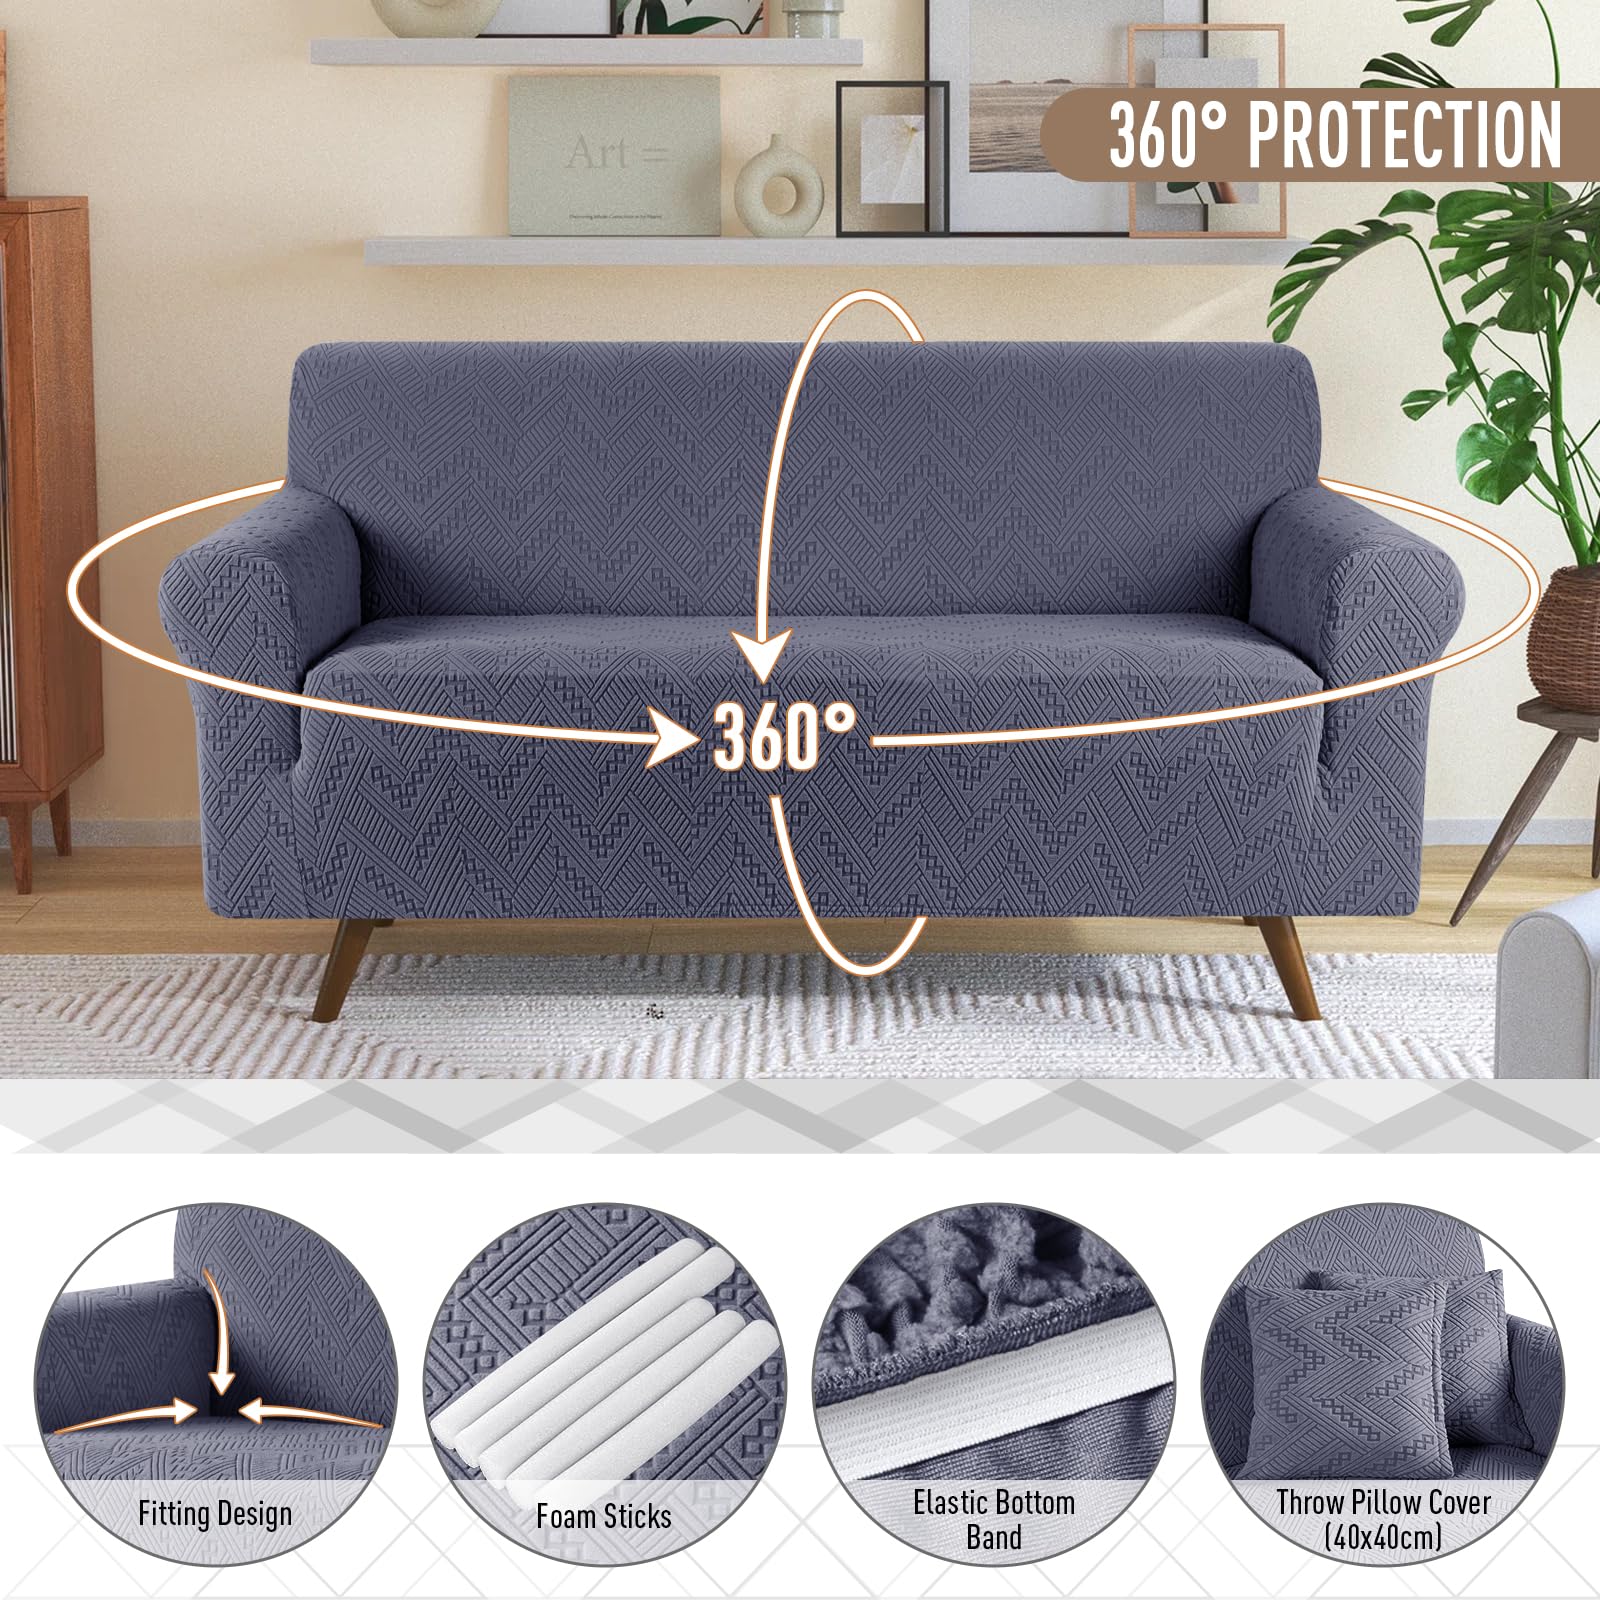 Art =
360° PROTECTION
360°
Fitting Design
Foam Sticks
Elastic Bottom
Band
Throw Pillow Cover
(40x40cm)